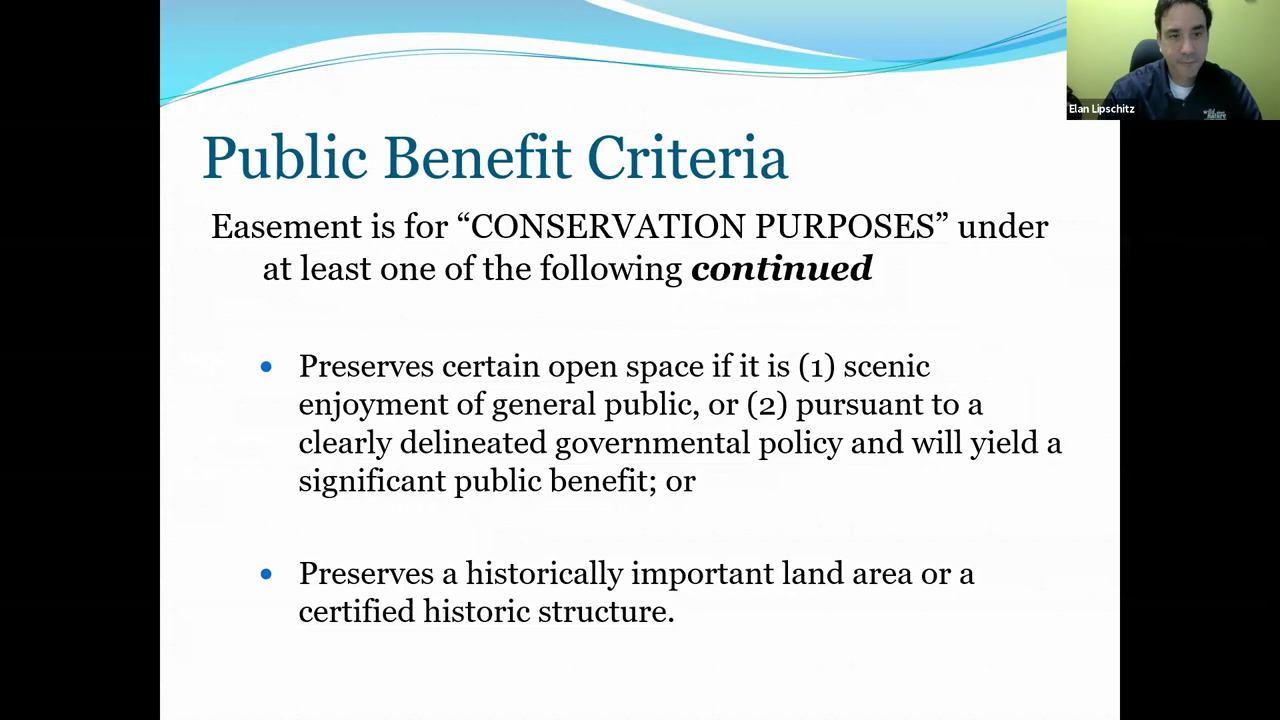 Elan Lipschitz
Public Benefit Criteria
Easement is for “CONSERVATION PURPOSES” under
at least one of the following continued
• Preserves certain open space if it is (1) scenic
enjoyment of general public, or (2) pursuant to a
clearly delineated governmental policy and will yield a
significant public benefit; or
• Preserves a historically important land area or a
certified historic structure.